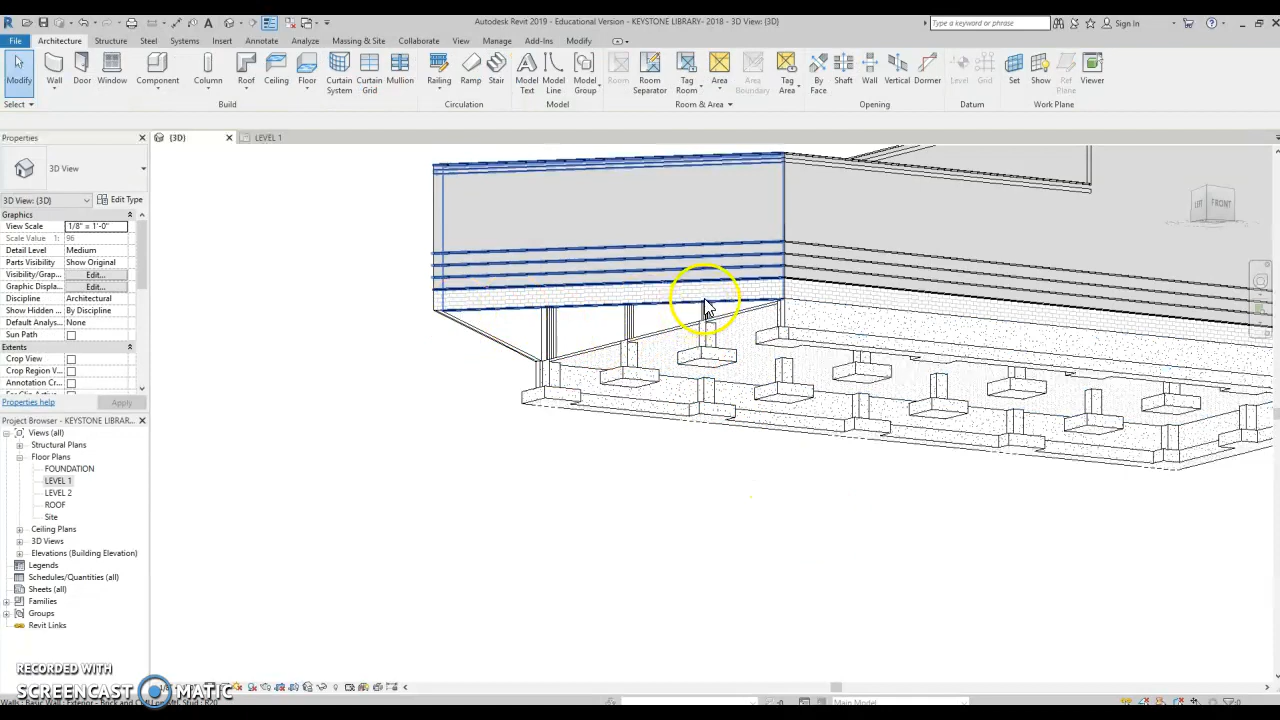 Autodesk Revit 2019 - Educational Version - KEYSTONE LIBRARY- 2018 - 3D View: {3D}
Type a keyword or phrase
Sign In
File Architecture Structure Steel Systems Insert Annotate Analyze Massing & Site Collaborate View Manage Add-Ins Modify
Modify Wall Door Window Component Column Roof Ceiling Floor Curtain System Curtain Grid Mullion Railing Ramp Stair Model Text Model Line Model Group Room Room Separator Tag Room Area Area Boundary Tag Area By Face Shaft Wall Vertical Dormer Level Grid Set Show Ref Plane Viewer
Select Build Circulation Model Room & Area Opening Datum Work Plane
Properties
{3D}
LEVEL 1
3D View
3D View: {3D} Edit Type
Graphics
View Scale 1/8" = 1'-0"
Scale Value 1: 96
Detail Level Medium
Parts Visibility Show Original
Visibility/Grap... Edit...
Graphic Displa... Edit...
Discipline Architectural
Show Hidden ... By Discipline
Default Analys... None
Sun Path
Extents
Crop View
Crop Region V...
Annotation Cr...
Properties help Apply
Project Browser - KEYSTONE LIBRAR...
Views (all)
Structural Plans
Floor Plans
FOUNDATION
LEVEL 1
LEVEL 2
ROOF
Site
Ceiling Plans
3D Views
Elevations (Building Elevation)
Legends
Schedules/Quantities (all)
Sheets (all)
Families
Groups
Revit Links
FRONT
RECORDED WITH
SCREENCAST MATIC
Main Model